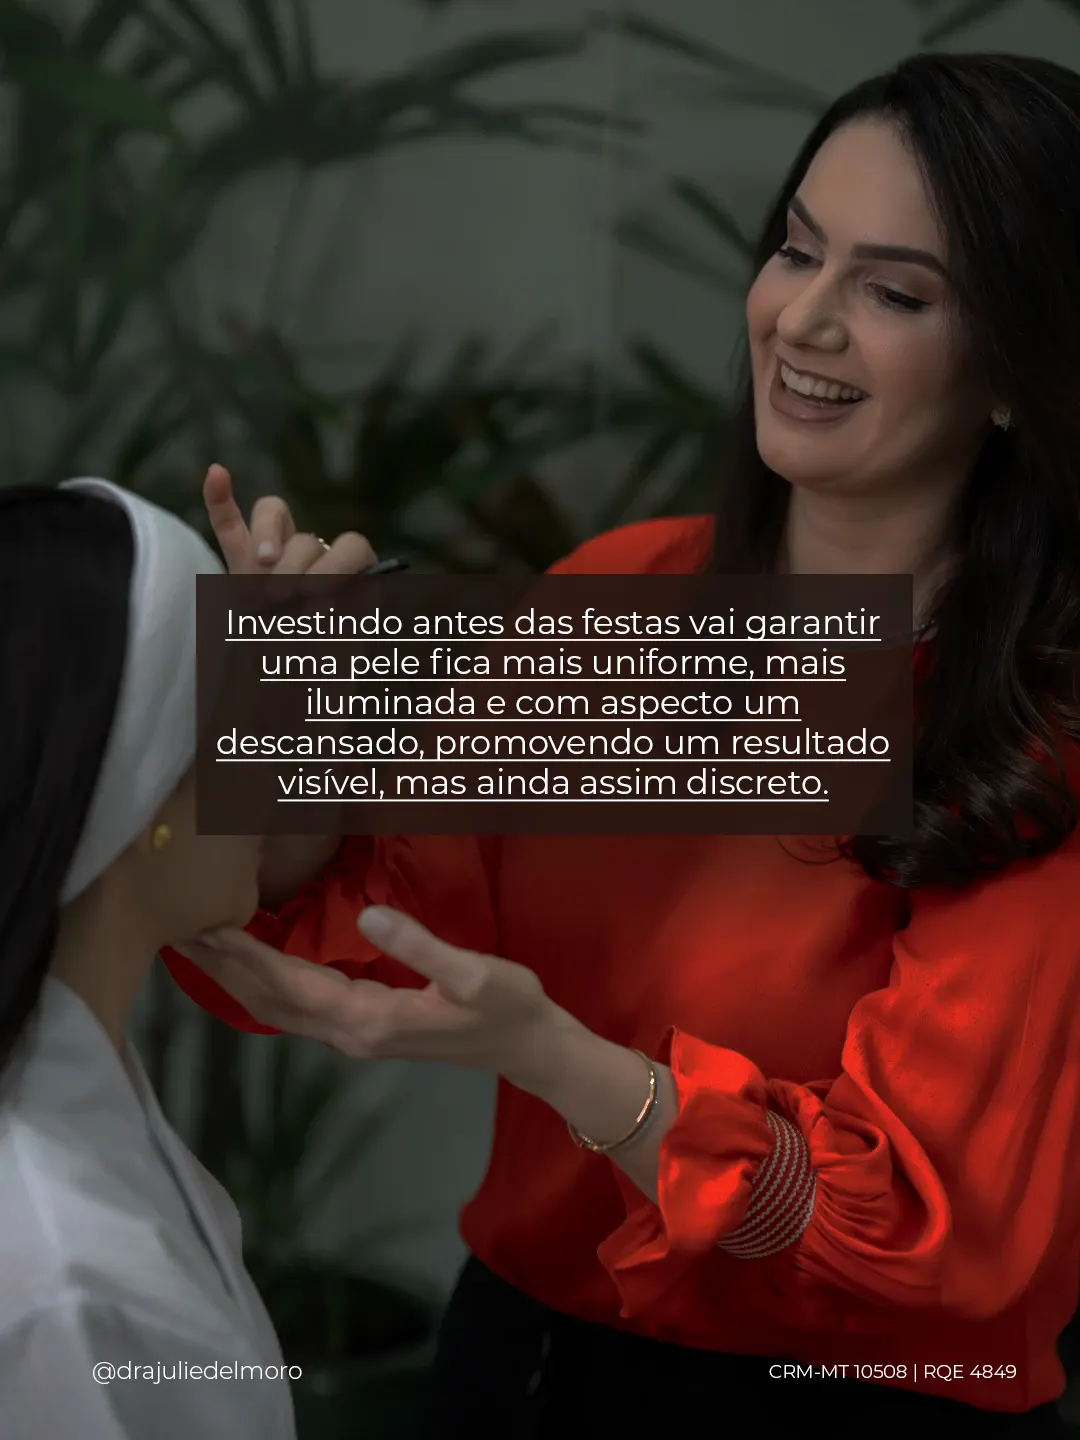 Investindo antes das festas vai garantir
uma pele fica mais uniforme, mais
iluminada e com aspecto um
descansado, promovendo um resultado
visível, mas ainda assim discreto.
@drajuliedelmoro
CRM-MT 10508 | RQE 4849